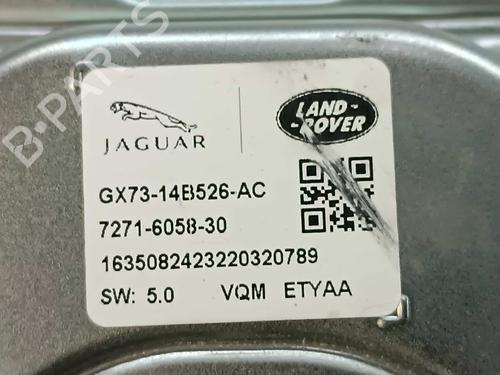 B-PARTS
JAGUAR
LAND-
-ROVER
GX73-14B526-AC
7271-6058-30
1635082423220320789
SW: 5.0 VQM ETYAA